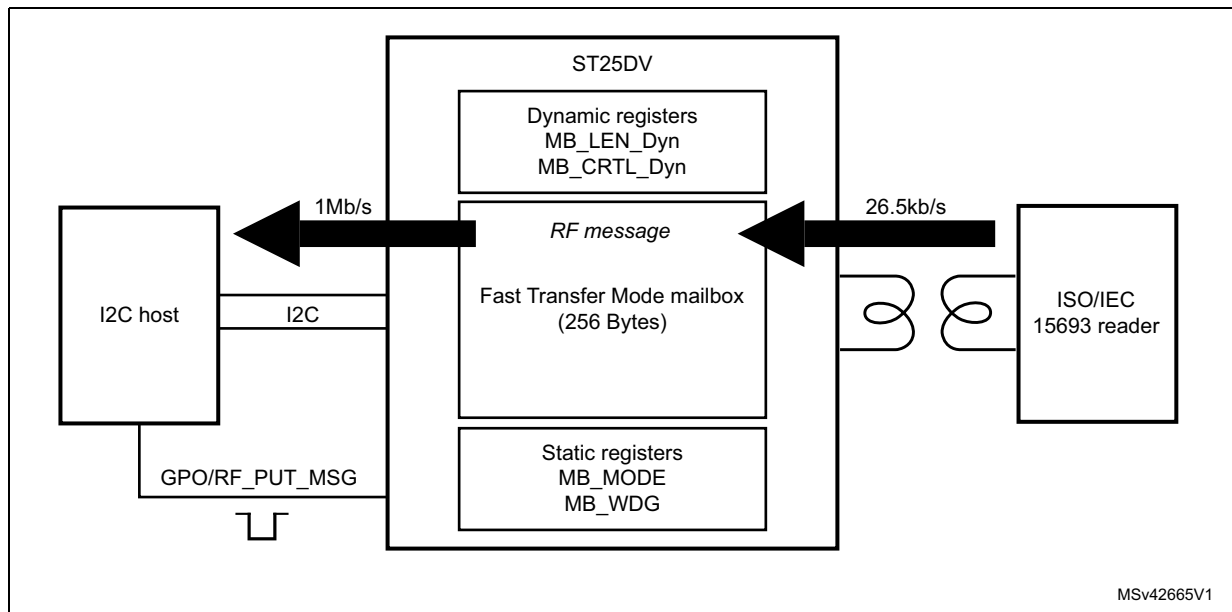 ST25DV
Dynamic registers
MB_LEN_Dyn
MB_CRTL_Dyn
1Mb/s
26.5kb/s
RF message
Fast Transfer Mode mailbox
(256 Bytes)
I2C host
I2C
ISO/IEC
15693 reader
GPO/RF_PUT_MSG
Static registers
MB_MODE
MB_WDG
MSv42665V1